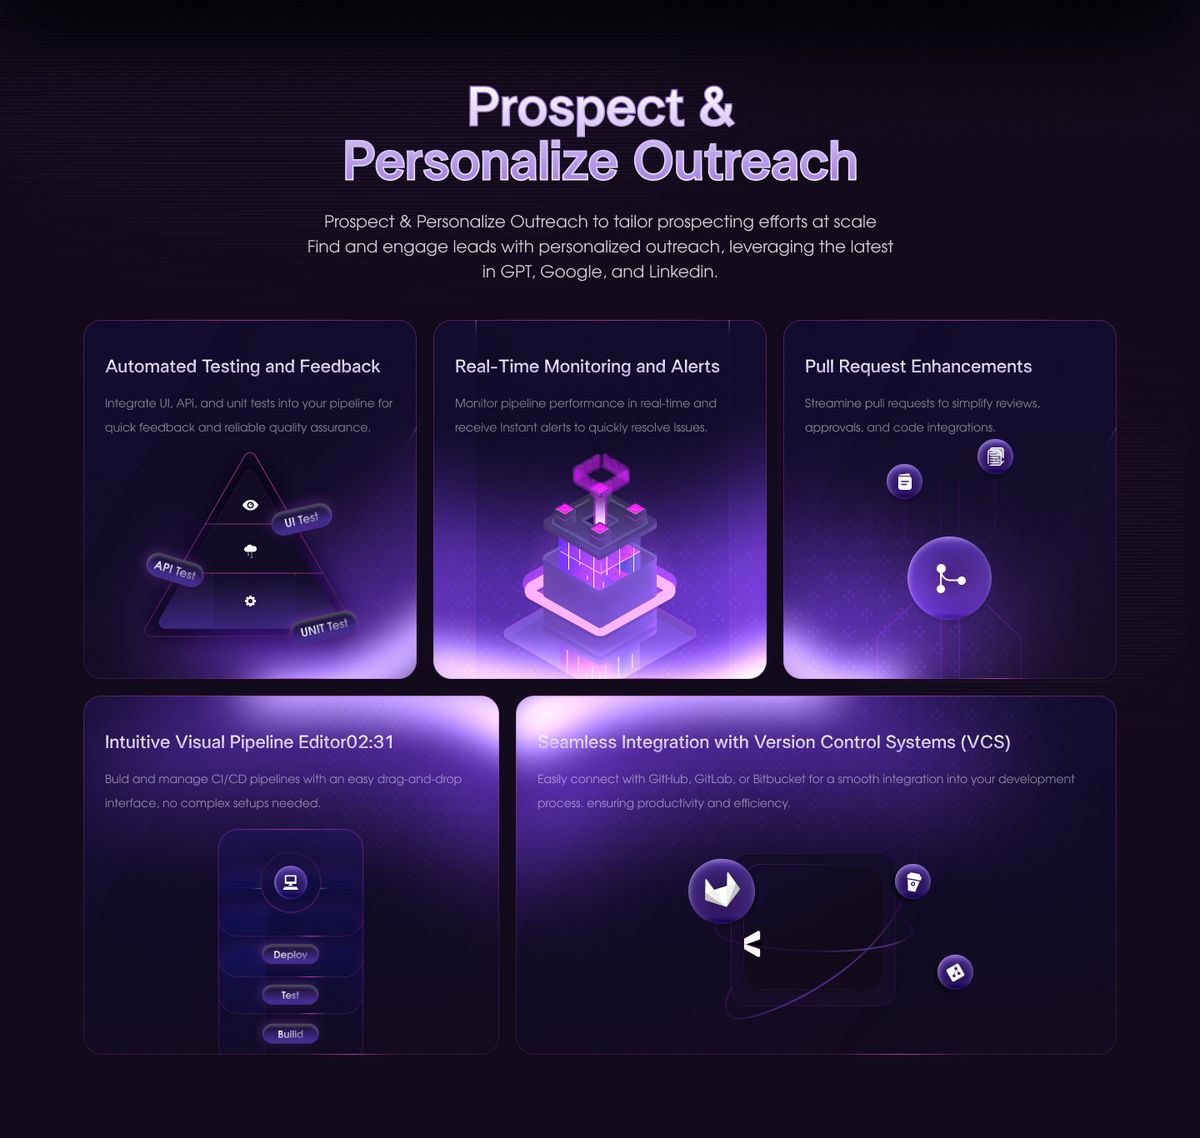 Prospect &
Personalize Outreach
Prospect & Personalize Outreach to tailor prospecting efforts at scale
Find and engage leads with personalized outreach, leveraging the latest
in GPT, Google, and Linkedin.
Automated Testing and Feedback
Integrate UI, APi, and unit tests into your pipeline for
quick feedback and reliable quality assurance.
UI Test
API Test
UNIT Test
Real-Time Monitoring and Alerts
Monitor pipeline performance in real-time and
receive Instant alerts to quickly resolve Issues.
Pull Request Enhancements
Streamine puli requests to simplify reviews,
approvals, and code integrations.
Intuitive Visual Pipeline Editor02:31
Buld and manage CI/CD pipelines with an easy drag-and-drop
interface, no complex setups needed.
Deploy
Test
Builid
Seamless Integration with Version Control Systems (VCS)
Easily connect with GitHub, GitLab, or Bitbucket for a smooth integration into your development
process. ensuring productivity and efficiency.